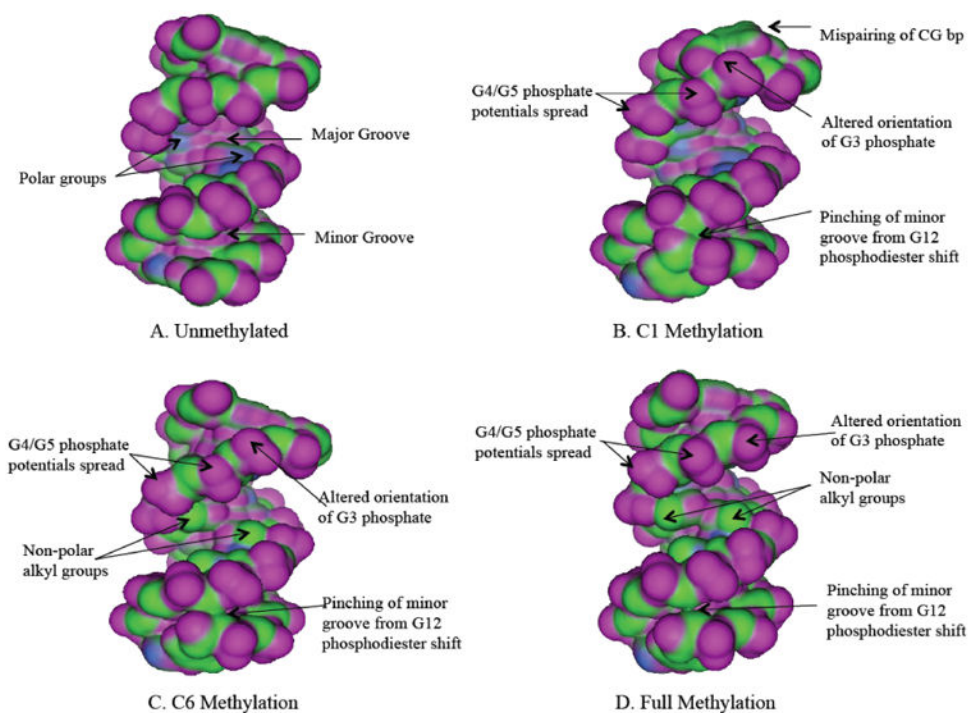 Major Groove
Polar groups
Minor Groove
A. Unmethylated
Mispairing of CG bp
G4/G5 phosphate
potentials spread
Altered orientation
of G3 phosphate
Pinching of minor
groove from G12
phosphodiester shift
B. C1 Methylation
G4/G5 phosphate
potentials spread
Altered orientation
of G3 phosphate
Non-polar
alkyl groups
Pinching of minor
groove from G12
phosphodiester shift
C. C6 Methylation
G4/G5 phosphate
potentials spread
Altered orientation
of G3 phosphate
Non-polar
alkyl groups
Pinching of minor
groove from G12
phosphodiester shift
D. Full Methylation